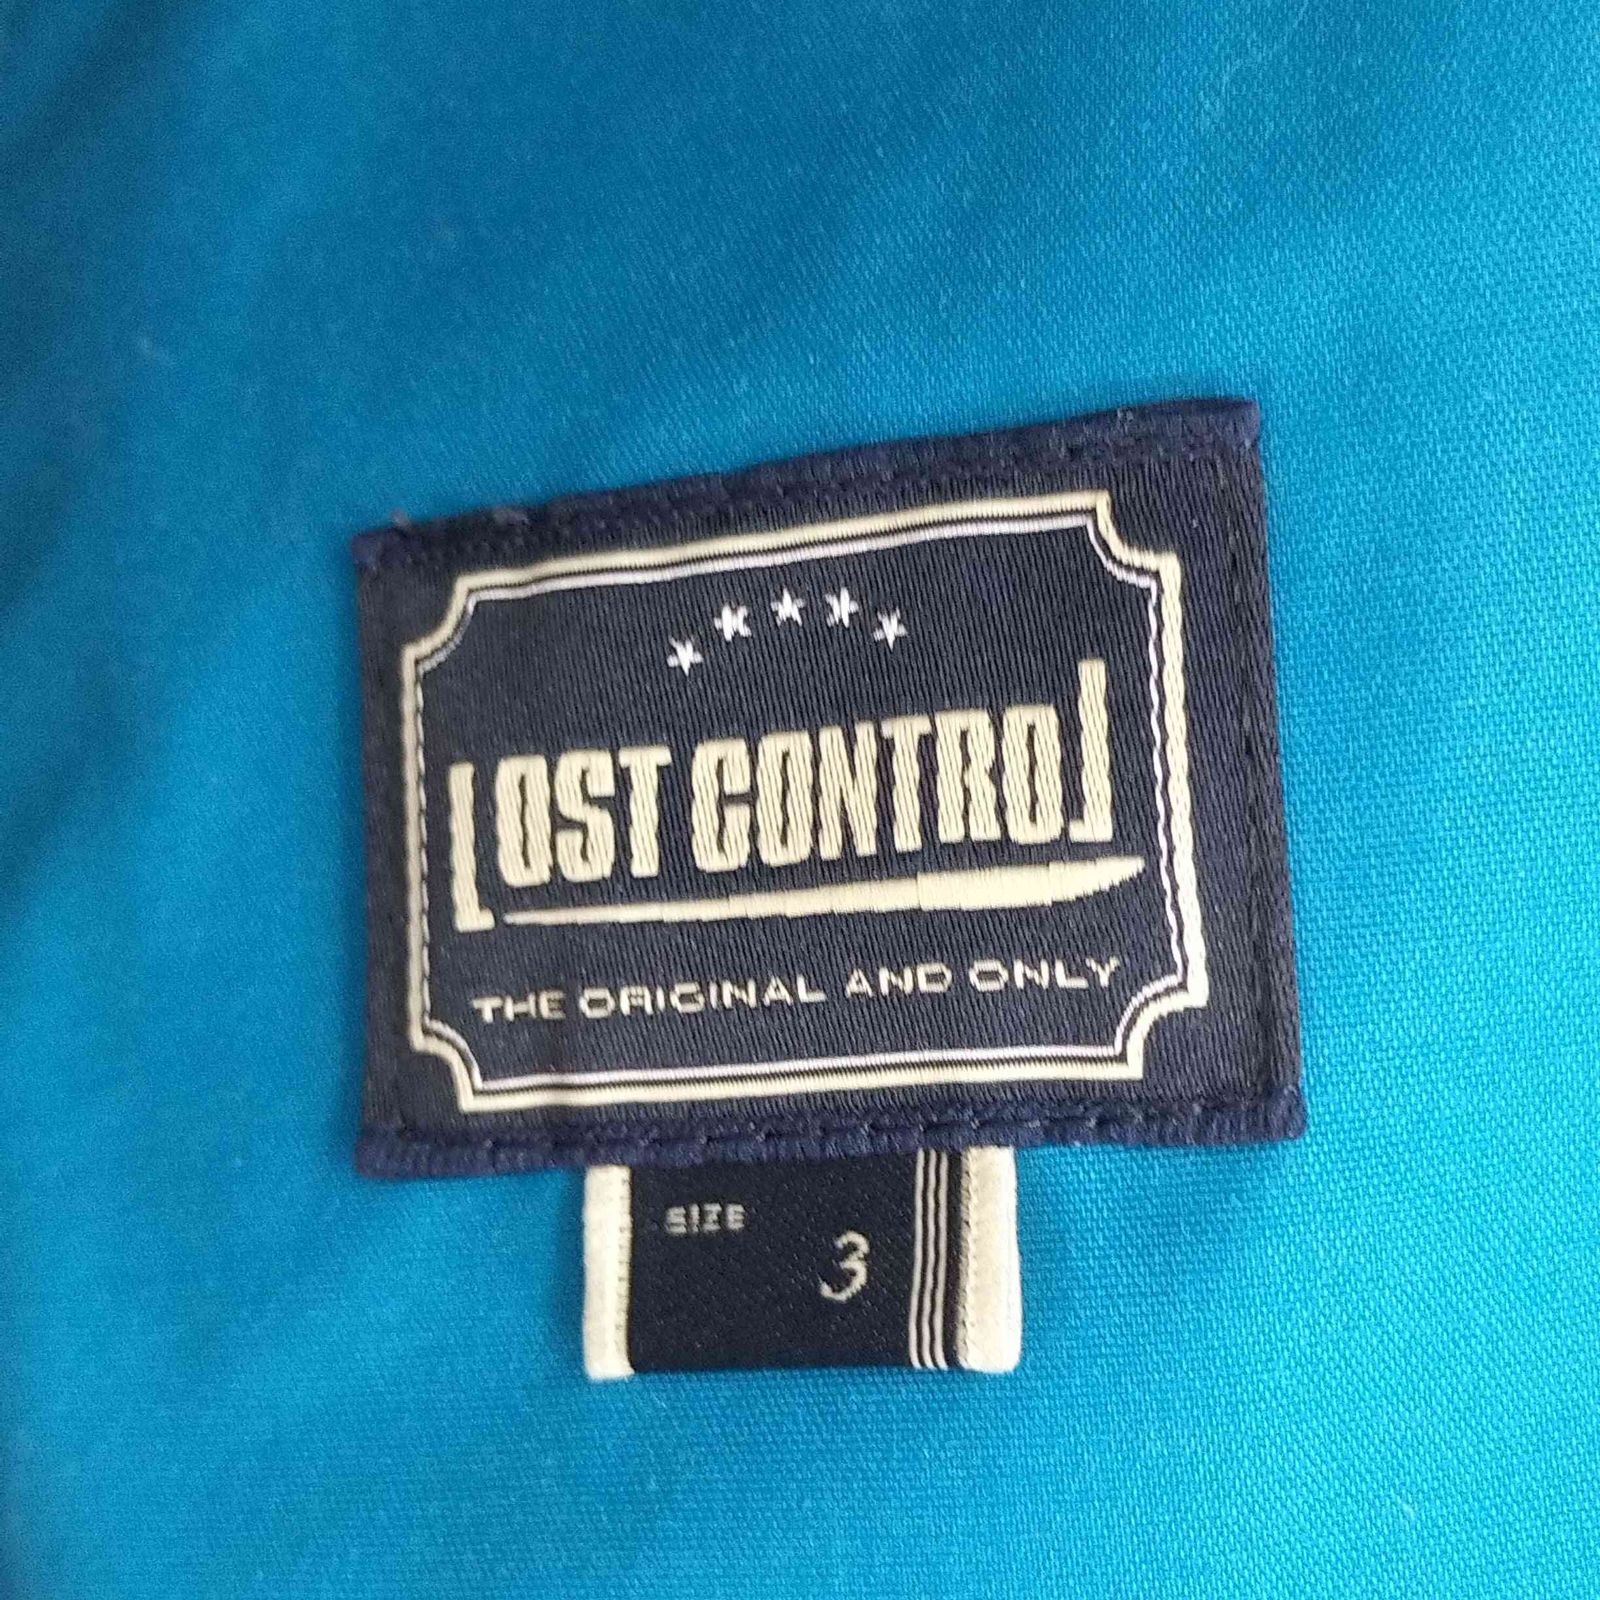 LOST CONTROL
THE ORIGINAL AND ONLY
SIZE
3